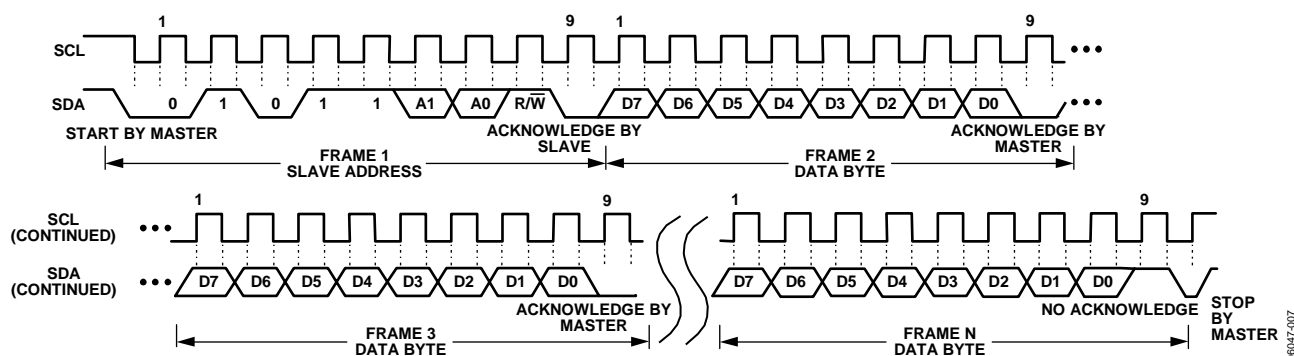 1 9 1 9
SCL
SDA 0 1 0 1 1 A1 A0 R/W̅ D7 D6 D5 D4 D3 D2 D1 D0
START BY MASTER
ACKNOWLEDGE BY
SLAVE
ACKNOWLEDGE BY
MASTER
FRAME 1
SLAVE ADDRESS
FRAME 2
DATA BYTE
1 9 1 9
SCL
(CONTINUED)
SDA
(CONTINUED)
D7 D6 D5 D4 D3 D2 D1 D0 D7 D6 D5 D4 D3 D2 D1 D0
ACKNOWLEDGE BY
MASTER
NO ACKNOWLEDGE
STOP
BY
MASTER
FRAME 3
DATA BYTE
FRAME N
DATA BYTE
06047-007